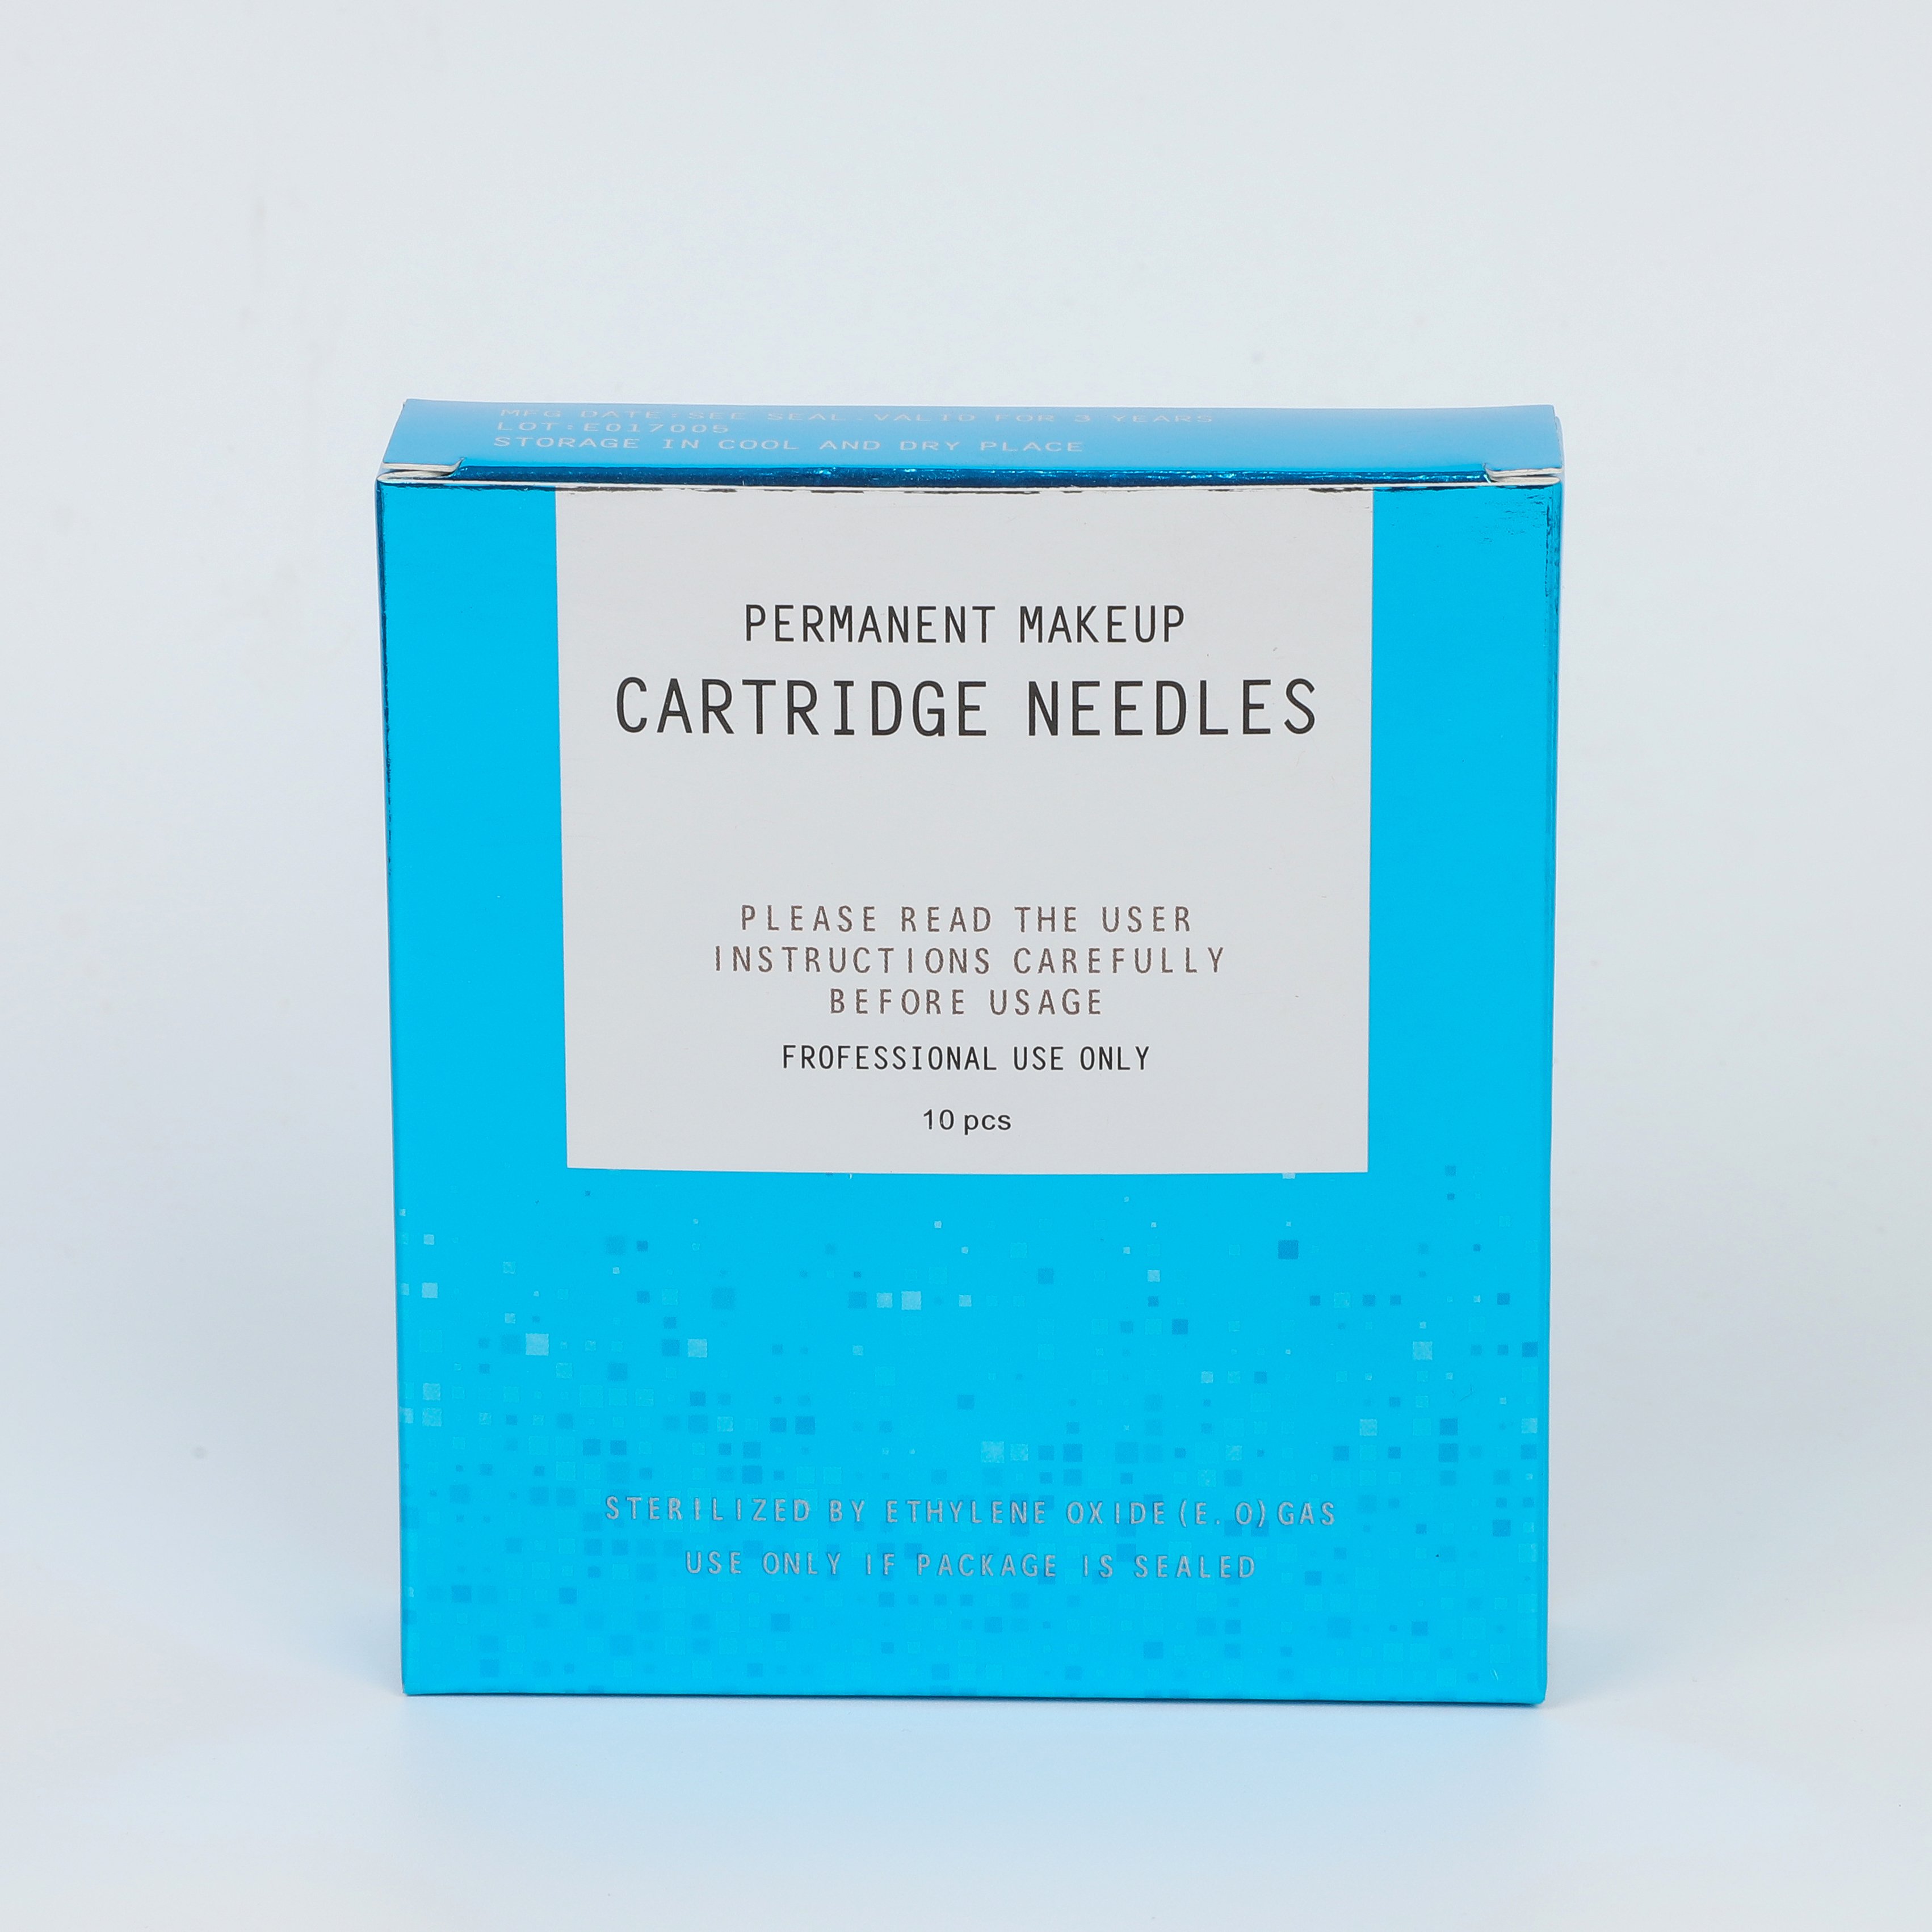 MFG DATE:SEE SEAL.VALID FOR 3 YEARS
LOT:E017005
STORAGE IN COOL AND DRY PLACE
PERMANENT MAKEUP
CARTRIDGE NEEDLES
PLEASE READ THE USER
INSTRUCTIONS CAREFULLY
BEFORE USAGE
FROFESSIONAL USE ONLY
10 pcs
STERILIZED BY ETHYLENE OXIDE(E.O)GAS
USE ONLY IF PACKAGE IS SEALED